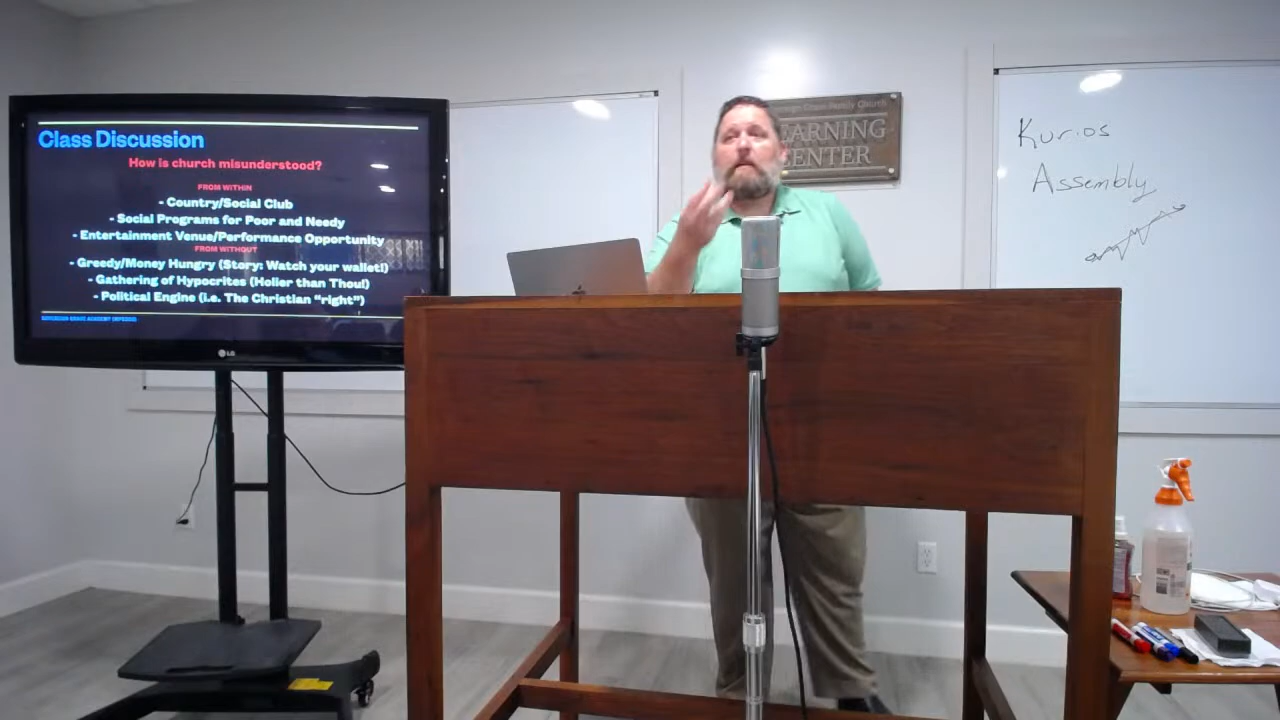 Class Discussion
How is church misunderstood?
FROM WITHIN
- Country/Social Club
- Social Programs for Poor and Needy
- Entertainment Venue/Performance Opportunity
FROM WITHOUT
- Greedy/Money Hungry (Story: Watch your wallet!)
- Gathering of Hypocrites (Holier than Thou!)
- Political Engine (i.e. The Christian “right”)
LG
Church
LEARNING
CENTER
Kurios
Assembly